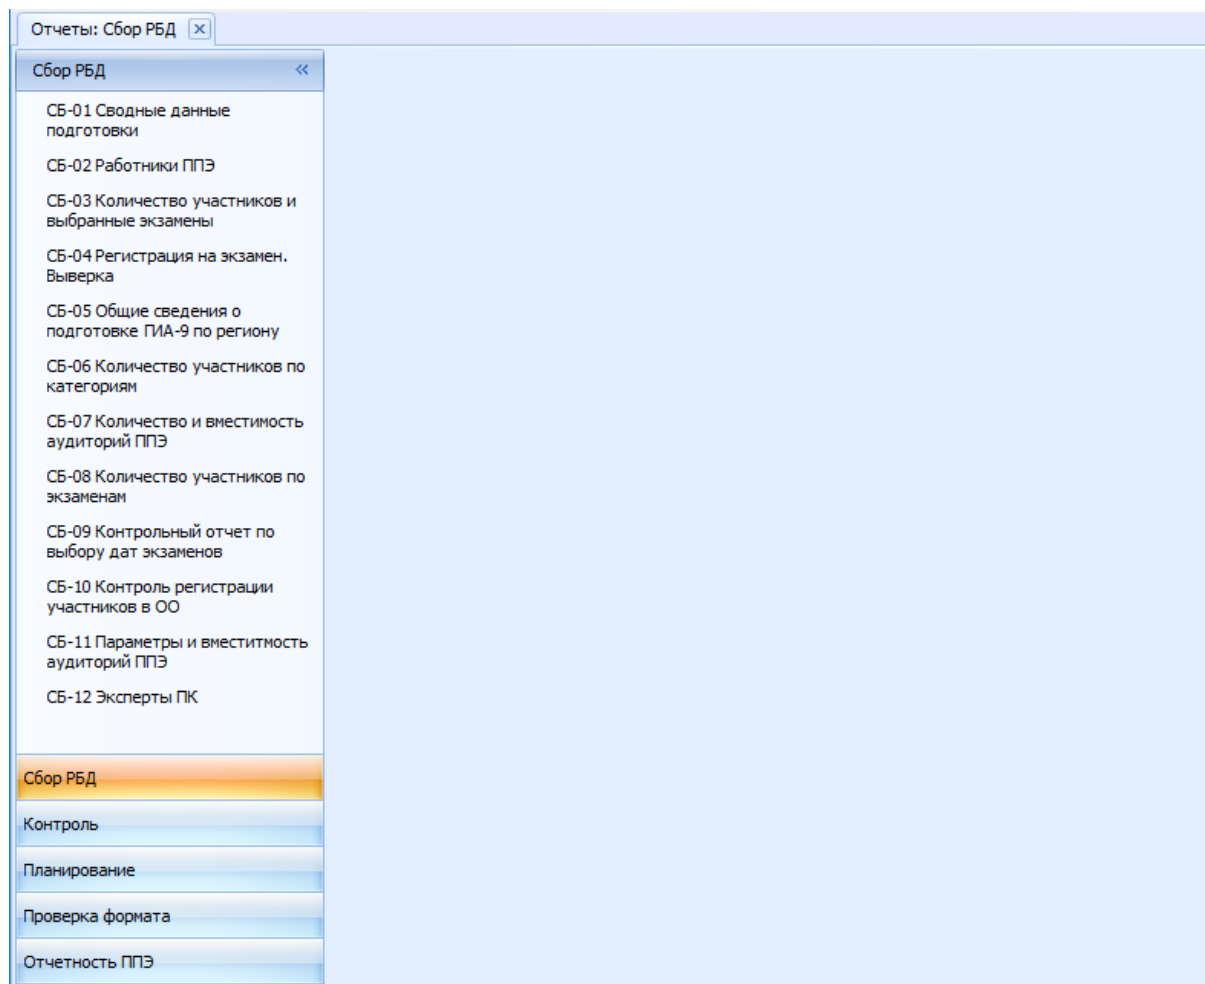 Отчеты: Сбор РБД
Сбор РБД
СБ-01 Сводные данные
подготовки
СБ-02 Работники ППЭ
СБ-03 Количество участников и
выбранные экзамены
СБ-04 Регистрация на экзамен.
Выверка
СБ-05 Общие сведения о
подготовке ГИА-9 по региону
СБ-06 Количество участников по
категориям
СБ-07 Количество и вместимость
аудиторий ППЭ
СБ-08 Количество участников по
экзаменам
СБ-09 Контрольный отчет по
выбору дат экзаменов
СБ-10 Контроль регистрации
участников в ОО
СБ-11 Параметры и вместитмость
аудиторий ППЭ
СБ-12 Эксперты ПК
Сбор РБД
Контроль
Планирование
Проверка формата
Отчетность ППЭ